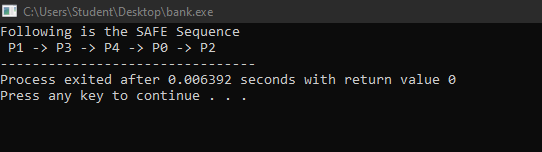 C:\Users\Student\Desktop\bank.exe
Following is the SAFE Sequence
 P1 -> P3 -> P4 -> P0 -> P2
--------------------------------
Process exited after 0.006392 seconds with return value 0
Press any key to continue . . .